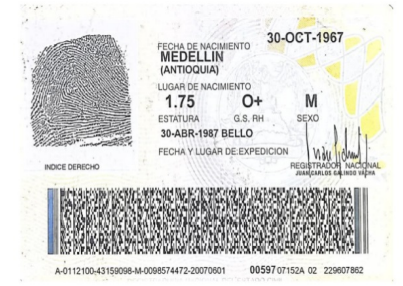 30-OCT-1967
FECHA DE NACIMIENTO
MEDELLIN
(ANTIOQUIA)
LUGAR DE NACIMIENTO
1.75 O+ M
ESTATURA G.S. RH SEXO
30-ABR-1987 BELLO
FECHA Y LUGAR DE EXPEDICION
INDICE DERECHO
REGISTRADOR NACIONAL
JUAN CARLOS GALINDO VACHA
A-0112100-43159098-M-0098574472-20070601 00597 07152A 02 229607862